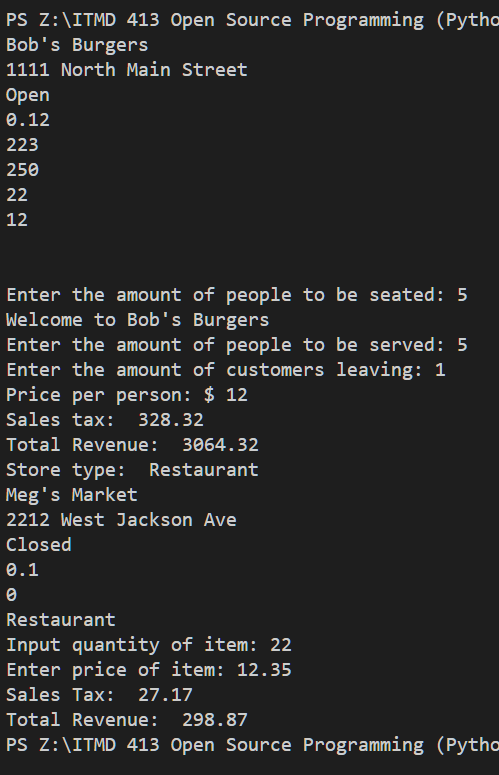 PS Z:\ITMD 413 Open Source Programming (Pytho
Bob's Burgers
1111 North Main Street
Open
0.12
223
250
22
12
Enter the amount of people to be seated: 5
Welcome to Bob's Burgers
Enter the amount of people to be served: 5
Enter the amount of customers leaving: 1
Price per person: $ 12
Sales tax:  328.32
Total Revenue:  3064.32
Store type:  Restaurant
Meg's Market
2212 West Jackson Ave
Closed
0.1
0
Restaurant
Input quantity of item: 22
Enter price of item: 12.35
Sales Tax:  27.17
Total Revenue:  298.87
PS Z:\ITMD 413 Open Source Programming (Pytho